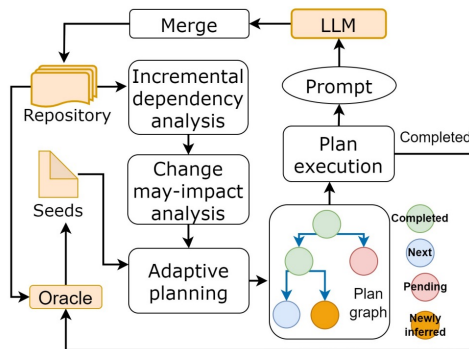 Merge
LLM
Repository
Incremental
dependency
analysis
Prompt
Plan
execution
Completed
Change
may-impact
analysis
Seeds
Adaptive
planning
Oracle
Plan
graph
Completed
Next
Pending
Newly
inferred